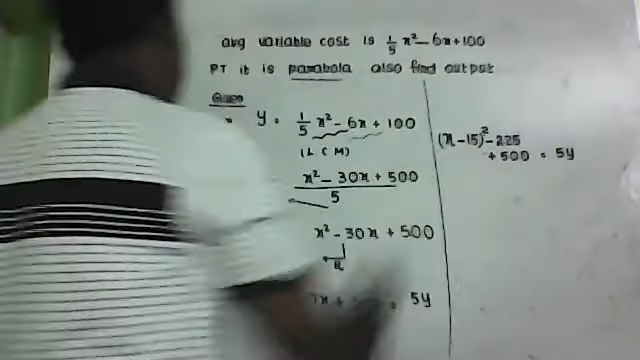 avg variable cost is 1/5 x² - 6x + 100
PT it is parabola also find output
Given
y = 1/5 x² - 6x + 100
(L C M)
x² - 30x + 500
5
x² - 30x + 500
= 5y
(x - 15)² - 225
+ 500 = 5y